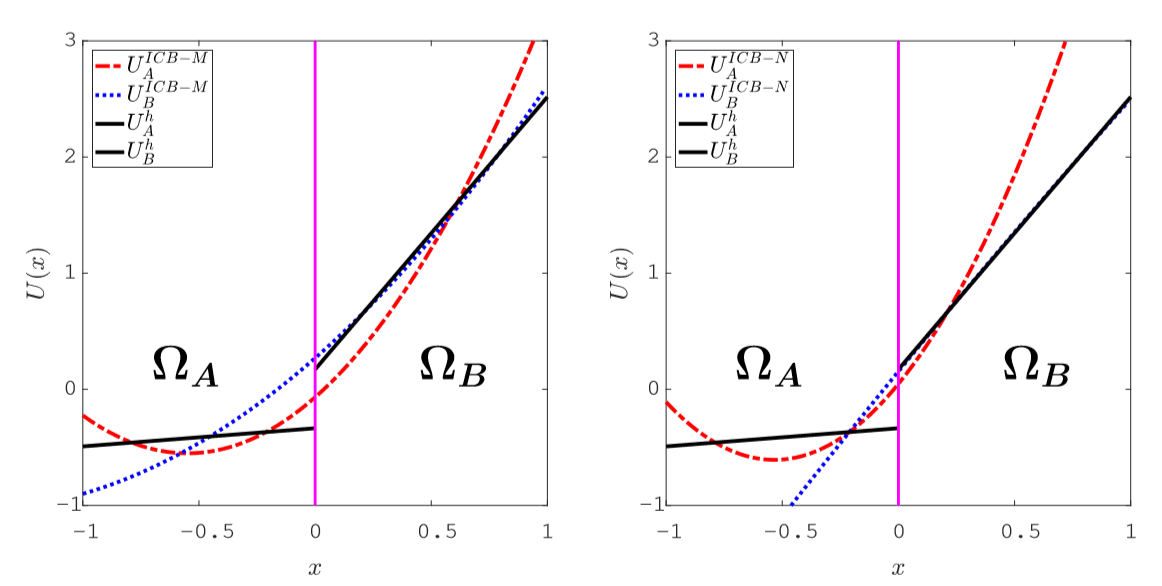 3
2
1
0
−1
U(x)
U_A^{ICB−M}
U_B^{ICB−M}
U_A^h
U_B^h
Ω_A
Ω_B
−1
−0.5
0
0.5
1
x
3
2
1
0
−1
U(x)
U_A^{ICB−N}
U_B^{ICB−N}
U_A^h
U_B^h
Ω_A
Ω_B
−1
−0.5
0
0.5
1
x